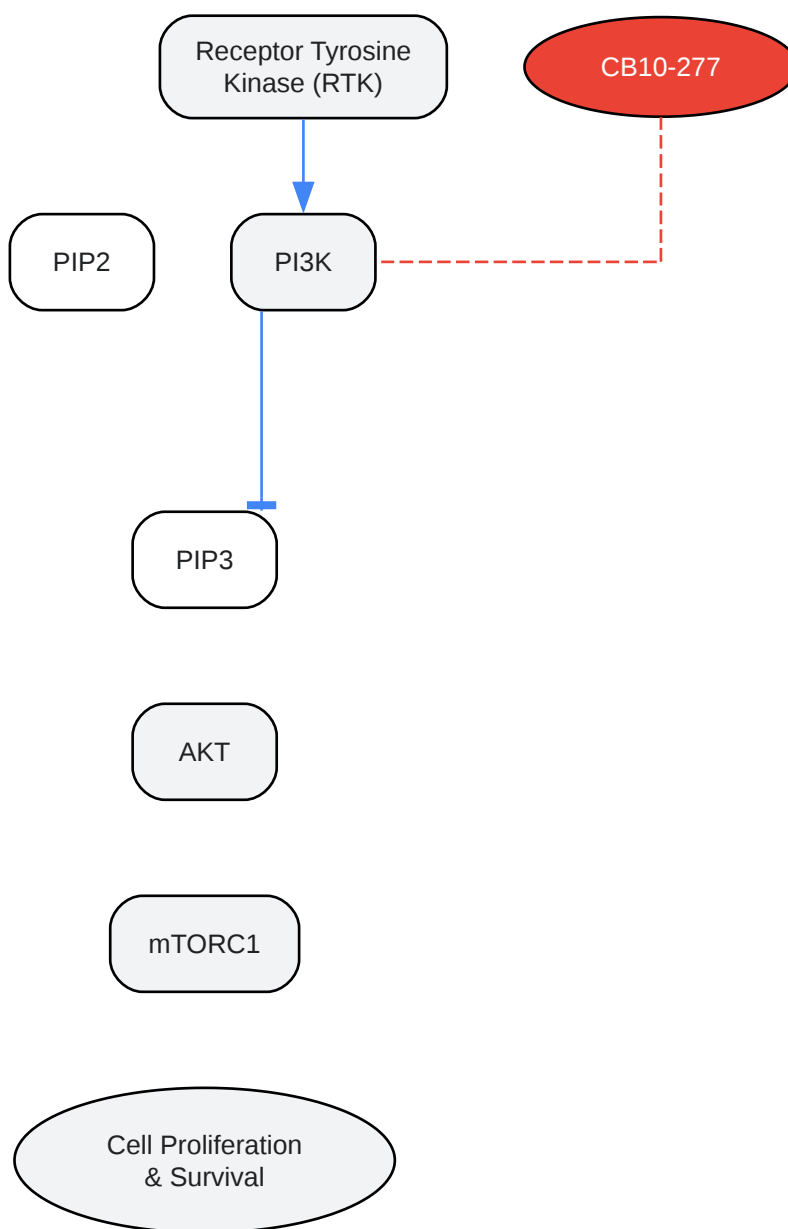 Receptor Tyrosine
Kinase (RTK)
CB10-277
PIP2
PI3K
PIP3
AKT
mTORC1
Cell Proliferation
& Survival